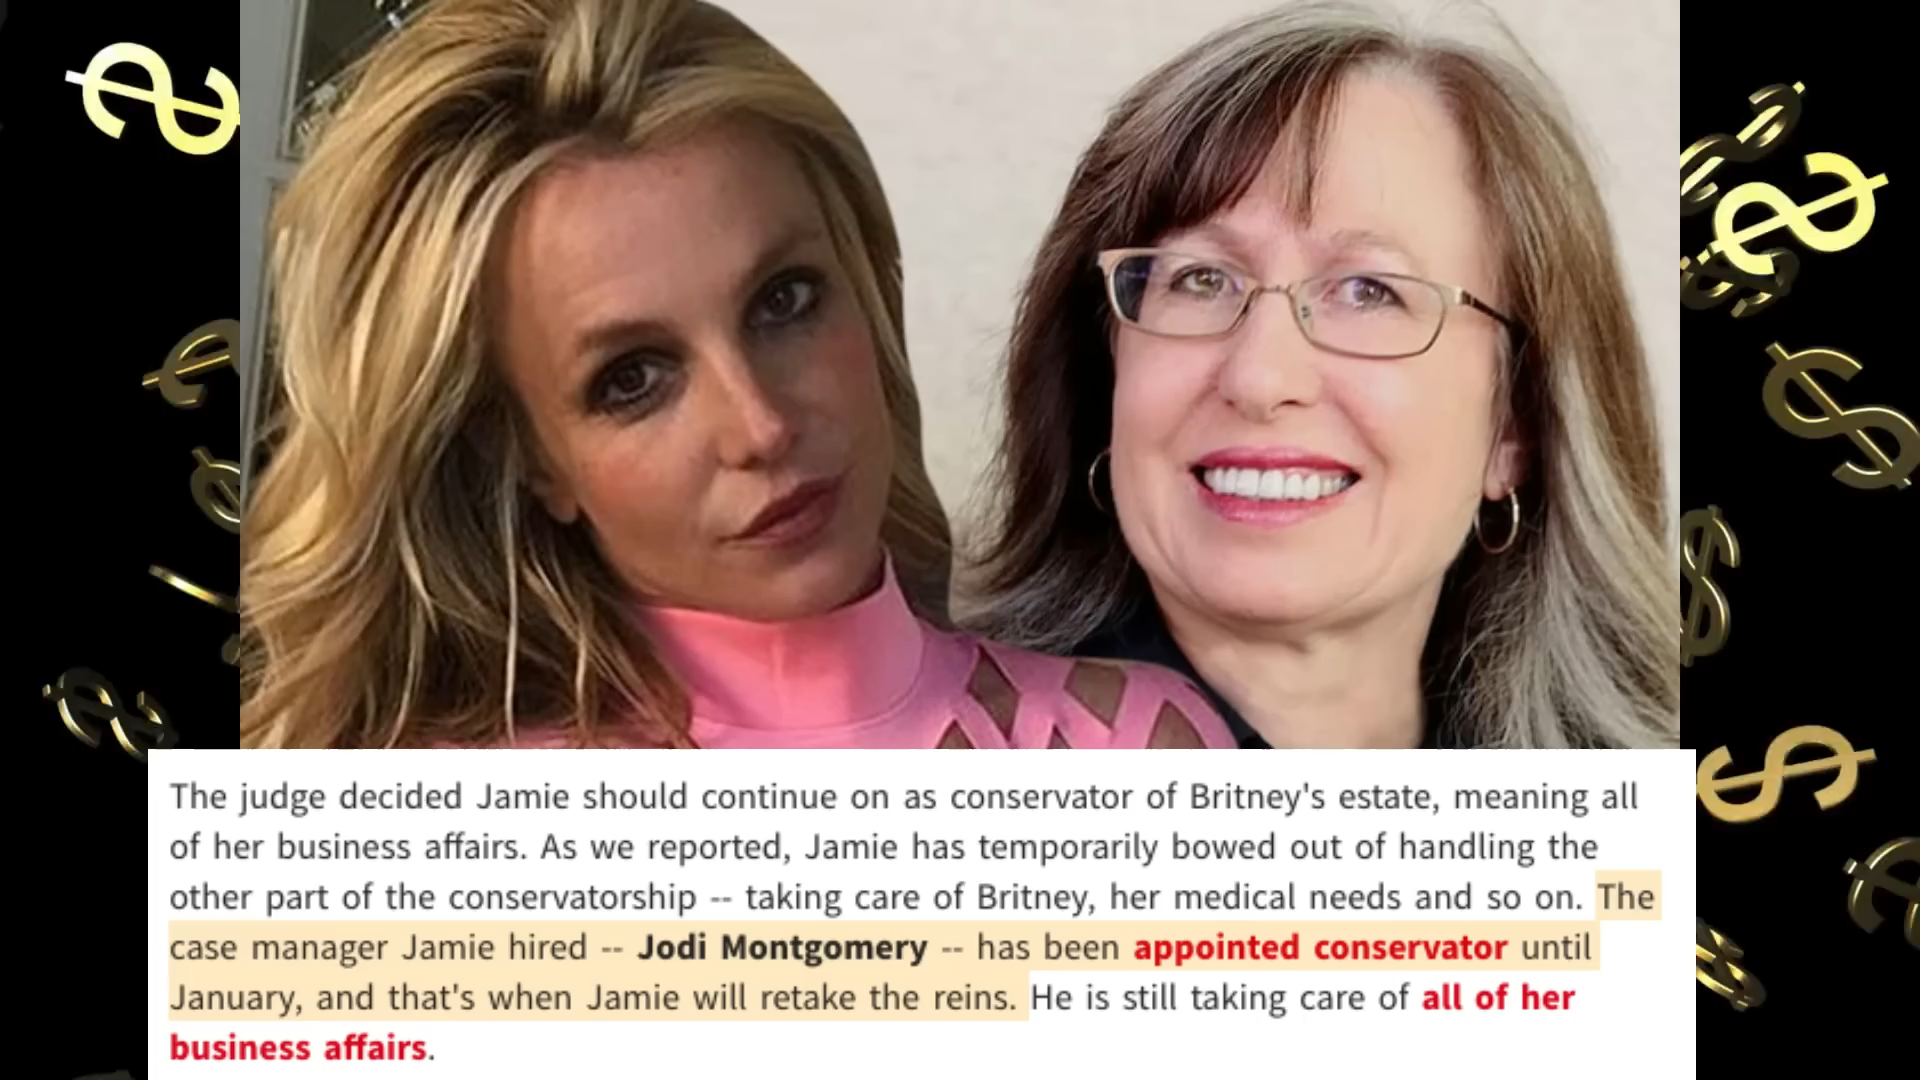 The judge decided Jamie should continue on as conservator of Britney's estate, meaning all
of her business affairs. As we reported, Jamie has temporarily bowed out of handling the
other part of the conservatorship -- taking care of Britney, her medical needs and so on. The
case manager Jamie hired -- Jodi Montgomery -- has been appointed conservator until
January, and that's when Jamie will retake the reins. He is still taking care of all of her
business affairs.